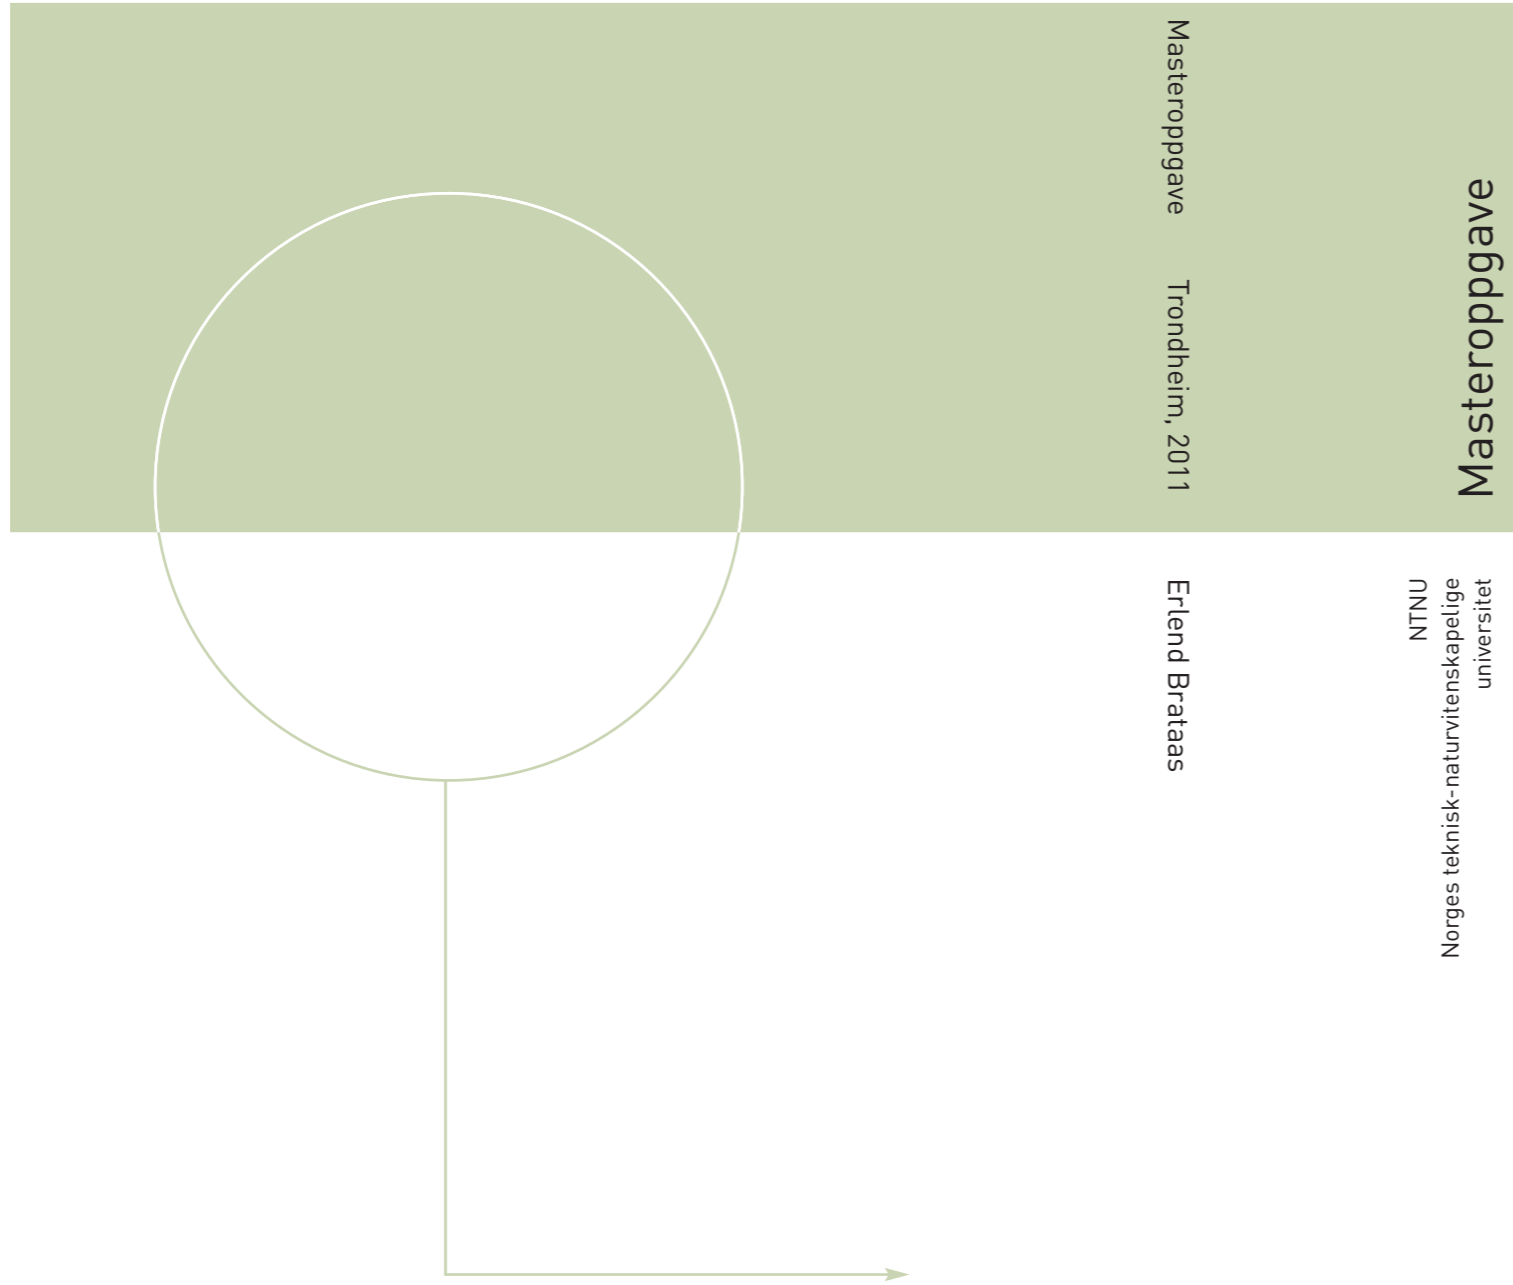 Masteroppgave
Trondheim, 2011
Erlend Brataas
Masteroppgave
NTNU
Norges teknisk-naturvitenskapelige
universitet